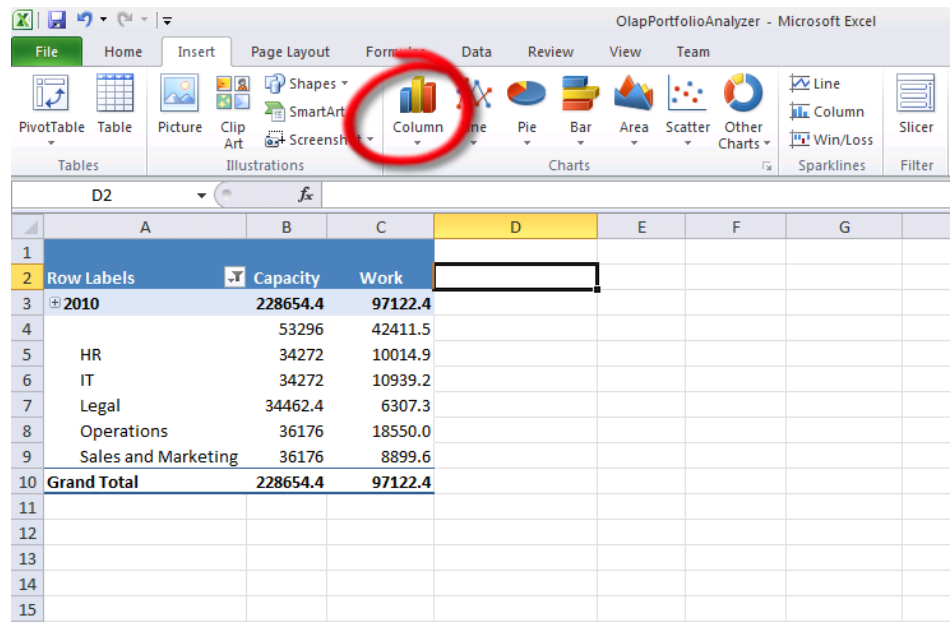 OlapPortfolioAnalyzer - Microsoft Excel
File Home Insert Page Layout Formulas Data Review View Team
PivotTable Table Picture Clip Art Shapes SmartArt Screenshot Column Line Pie Bar Area Scatter Other Charts Line Column Win/Loss Slicer
Tables Illustrations Charts Sparklines Filter
D2 fx
A B C D E F G
1
2 Row Labels Capacity Work
3 2010 228654.4 97122.4
4 53296 42411.5
5 HR 34272 10014.9
6 IT 34272 10939.2
7 Legal 34462.4 6307.3
8 Operations 36176 18550.0
9 Sales and Marketing 36176 8899.6
10 Grand Total 228654.4 97122.4
11
12
13
14
15